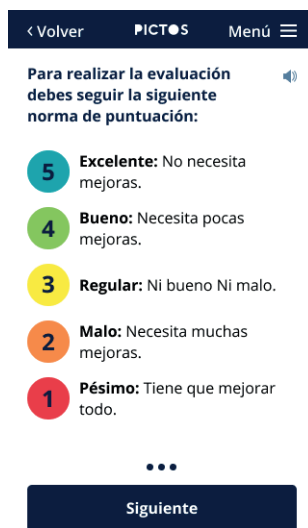 ‹ Volver PICTOS Menú
Para realizar la evaluación
debes seguir la siguiente
norma de puntuación:
5 Excelente: No necesita
mejoras.
4 Bueno: Necesita pocas
mejoras.
3 Regular: Ni bueno Ni malo.
2 Malo: Necesita muchas
mejoras.
1 Pésimo: Tiene que mejorar
todo.
Siguiente